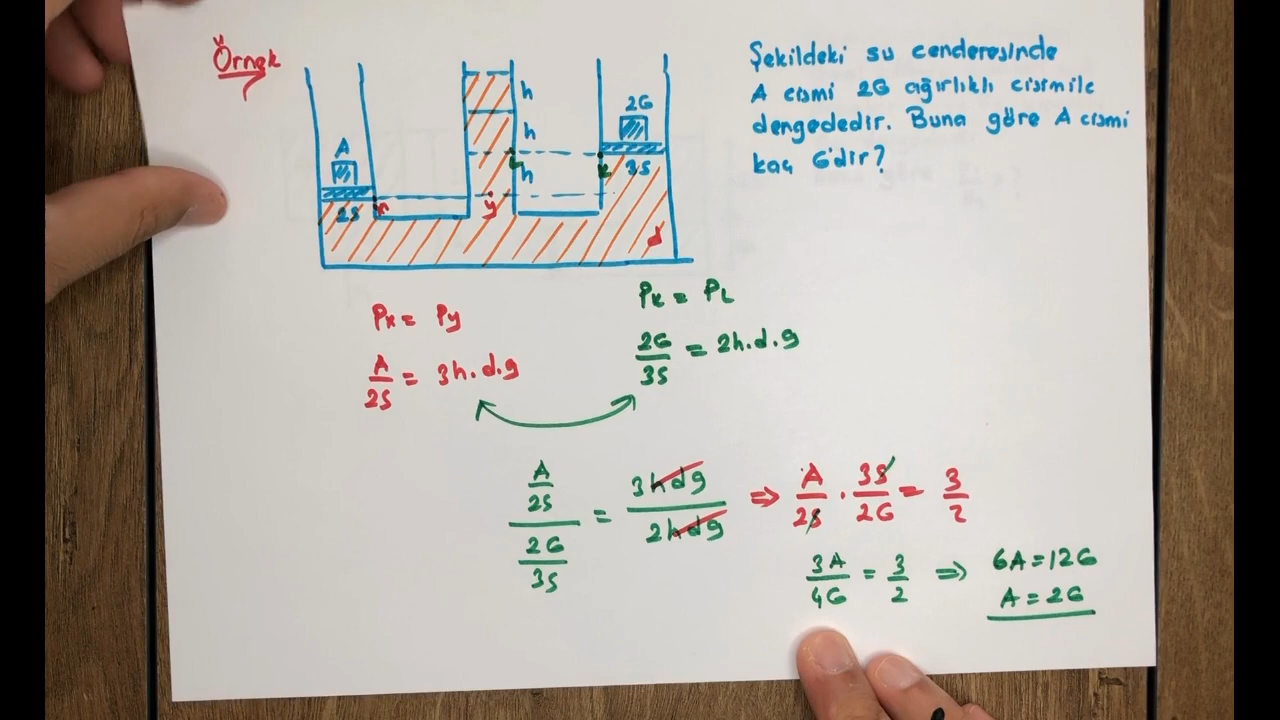 Örnek
Şekildeki su cenderesinde
A cismi 2G ağırlıklı cisimle
dengededir. Buna göre A cismi
kaç G'dir?
h
h
h
A
2S
x
y
L
k
2G
3S
d
Px = Py
A/2S = 3h.d.g
Pk = PL
2G/3S = 2h.d.g
(A/2S)/(2G/3S) = 3hdg/2hdg ⇒ A/2S . 3S/2G = 3/2
3A/4G = 3/2 ⇒ 6A=12G
A = 2G